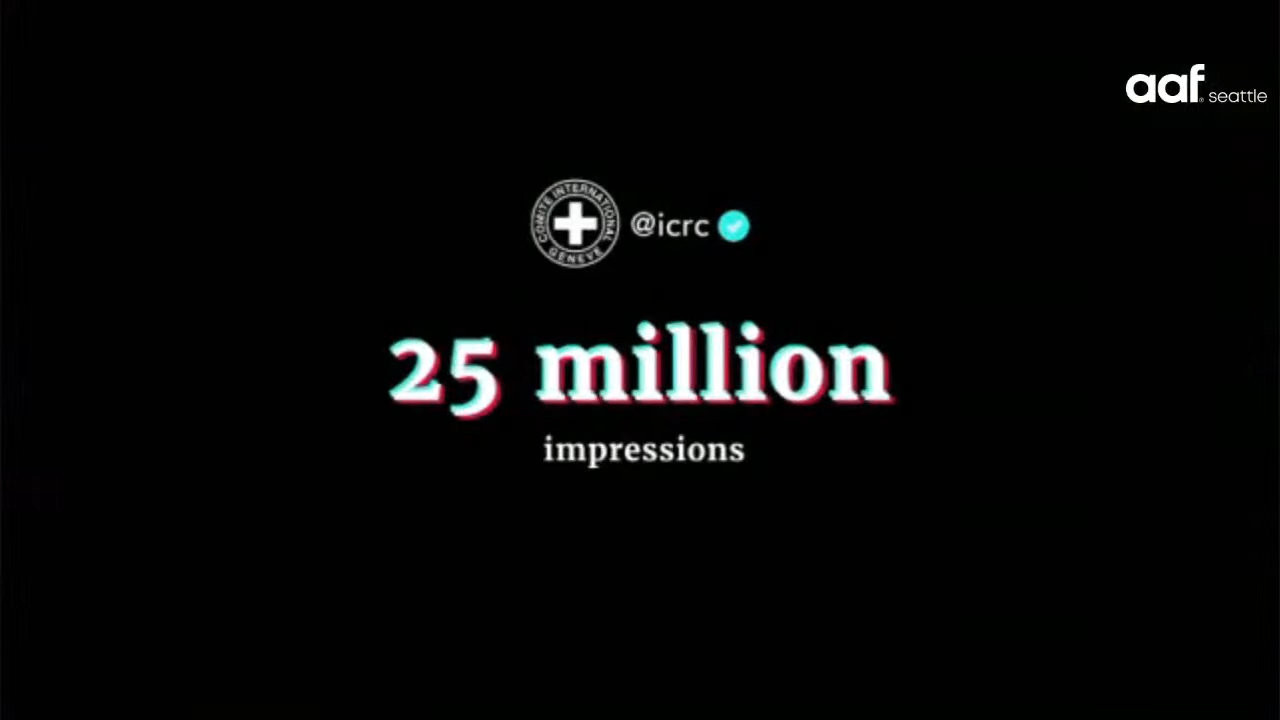 aaf® seattle
COMITE INTERNATIONAL GENEVE
@icrc
25 million
impressions